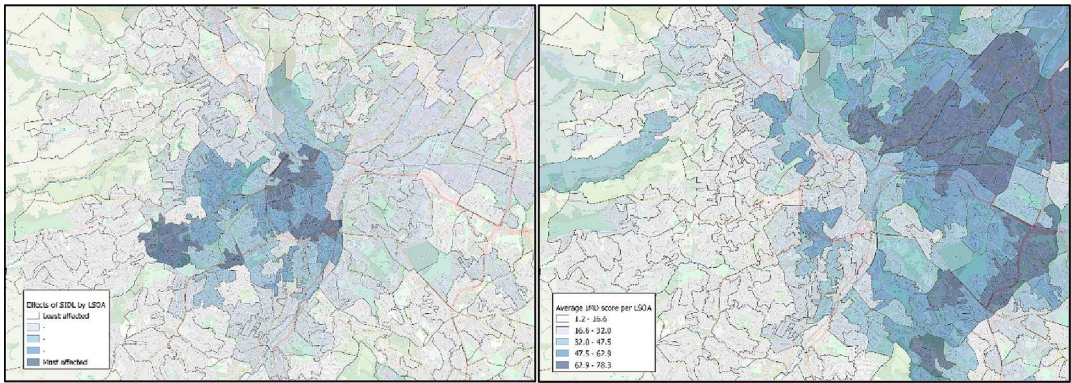 Effects of SIDL by LSOA
Least affected
-
-
-
Most affected
Average IMD score per LSOA
1.2 - 16.6
16.6 - 32.0
32.0 - 47.5
47.5 - 62.9
62.9 - 78.3